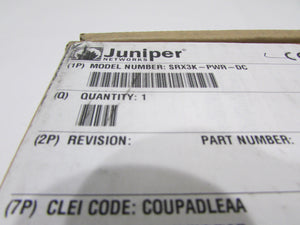 Juniper
NETWORKS
(1P) MODEL NUMBER: SRX3K-PWR-DC
(Q) QUANTITY: 1
(2P) REVISION: PART NUMBER:
(7P) CLEI CODE: COUPADLEAA